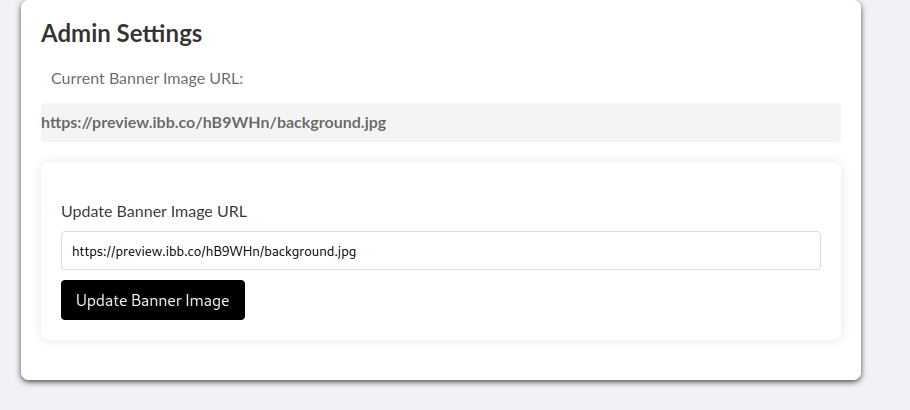 Admin Settings
Current Banner Image URL:
https://preview.ibb.co/hB9WHn/background.jpg
Update Banner Image URL
https://preview.ibb.co/hB9WHn/background.jpg
Update Banner Image